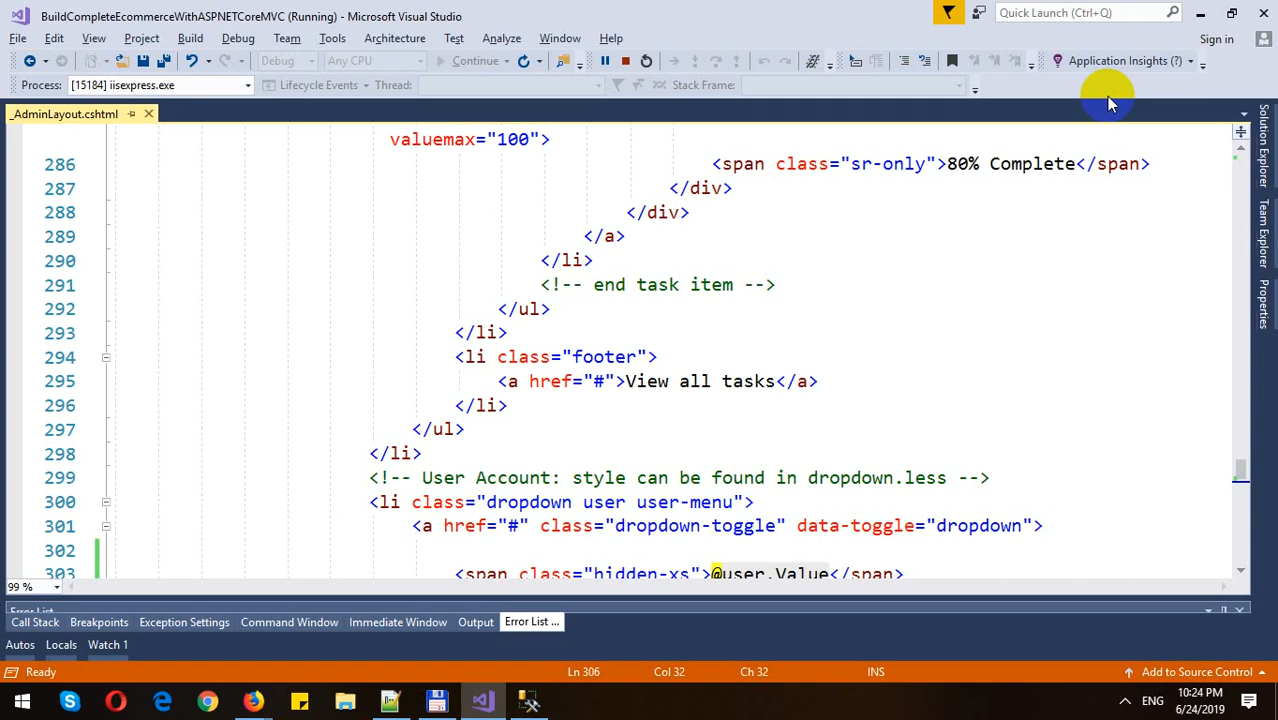 BuildCompleteEcommerceWithASPNETCoreMVC (Running) - Microsoft Visual Studio
Quick Launch (Ctrl+Q)
File Edit View Project Build Debug Team Tools Architecture Test Analyze Window Help
Sign in
Debug Any CPU Continue Application Insights (?)
Process: [15184] iisexpress.exe Lifecycle Events Thread: Stack Frame:
_AdminLayout.cshtml
valuemax="100">
286 <span class="sr-only">80% Complete</span>
287 </div>
288 </div>
289 </a>
290 </li>
291 <!-- end task item -->
292 </ul>
293 </li>
294 <li class="footer">
295 <a href="#">View all tasks</a>
296 </li>
297 </ul>
298 </li>
299 <!-- User Account: style can be found in dropdown.less -->
300 <li class="dropdown user user-menu">
301 <a href="#" class="dropdown-toggle" data-toggle="dropdown">
302
303 <span class="hidden-xs">@user.Value</span>
Solution Explorer
Team Explorer
Properties
99 %
Error List
Call Stack Breakpoints Exception Settings Command Window Immediate Window Output Error List ...
Autos Locals Watch 1
Ready Ln 306 Col 32 Ch 32 INS Add to Source Control
ENG
10:24 PM
6/24/2019